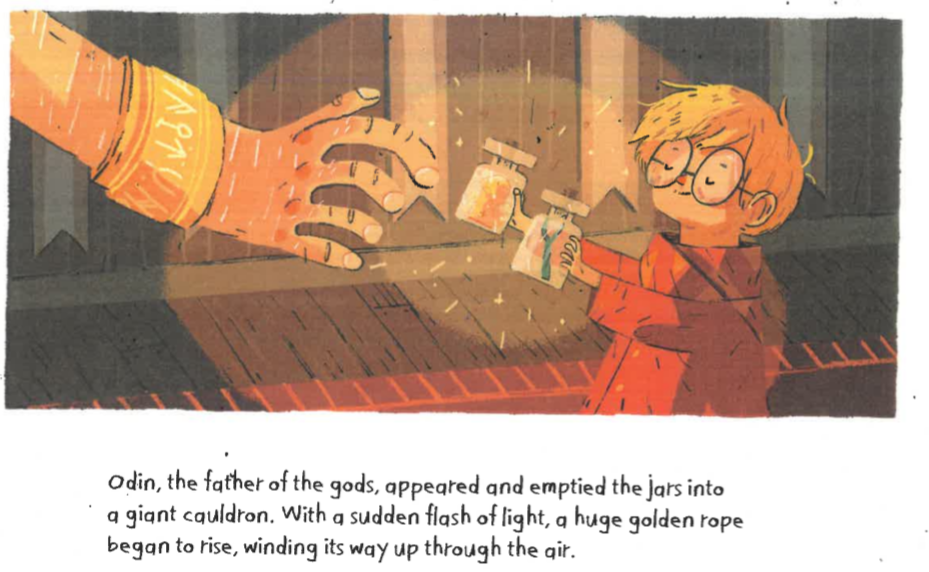 Odin, the father of the gods, appeared and emptied the jars into
a giant cauldron. With a sudden flash of light, a huge golden rope
began to rise, winding its way up through the air.